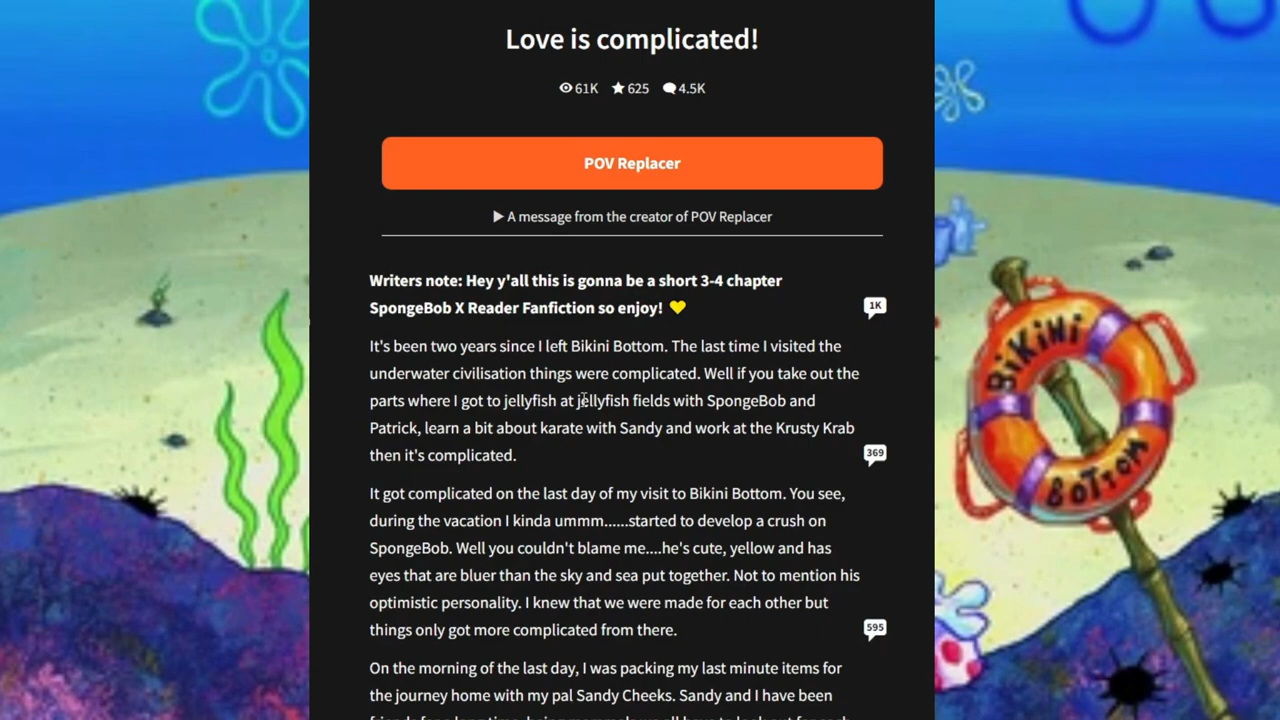 Love is complicated!
61K 625 4.5K
POV Replacer
▶ A message from the creator of POV Replacer
Writers note: Hey y'all this is gonna be a short 3-4 chapter
SpongeBob X Reader Fanfiction so enjoy! 💛
1K
It's been two years since I left Bikini Bottom. The last time I visited the
underwater civilisation things were complicated. Well if you take out the
parts where I got to jellyfish at jellyfish fields with SpongeBob and
Patrick, learn a bit about karate with Sandy and work at the Krusty Krab
then it's complicated.
369
It got complicated on the last day of my visit to Bikini Bottom. You see,
during the vacation I kinda ummm......started to develop a crush on
SpongeBob. Well you couldn't blame me....he's cute, yellow and has
eyes that are bluer than the sky and sea put together. Not to mention his
optimistic personality. I knew that we were made for each other but
things only got more complicated from there.
595
On the morning of the last day, I was packing my last minute items for
the journey home with my pal Sandy Cheeks. Sandy and I have been
BIKINI
BOTTOM